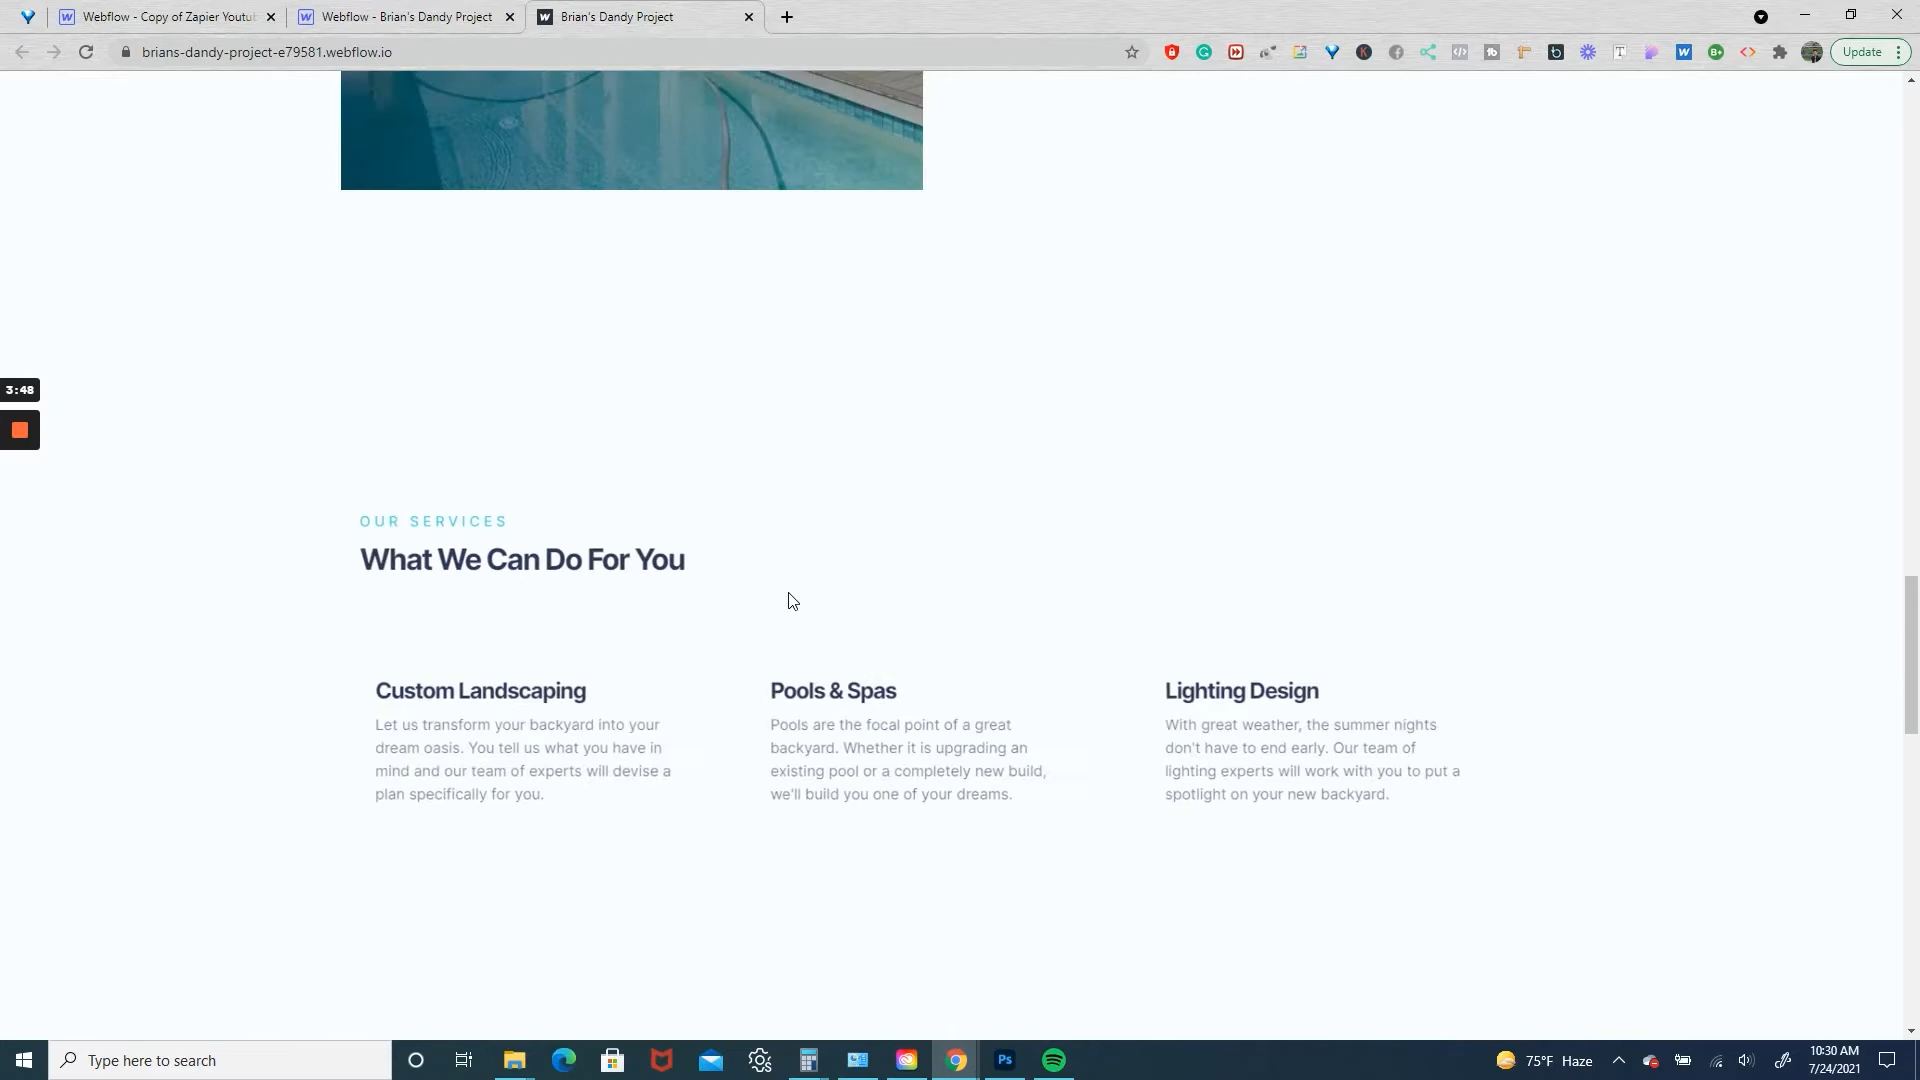 Webflow - Copy of Zapier Youtu
Webflow - Brian's Dandy Project
Brian's Dandy Project
brians-dandy-project-e79581.webflow.io
Update
3:48
OUR SERVICES
What We Can Do For You
Custom Landscaping
Let us transform your backyard into your
dream oasis. You tell us what you have in
mind and our team of experts will devise a
plan specifically for you.
Pools & Spas
Pools are the focal point of a great
backyard. Whether it is upgrading an
existing pool or a completely new build,
we'll build you one of your dreams.
Lighting Design
With great weather, the summer nights
don't have to end early. Our team of
lighting experts will work with you to put a
spotlight on your new backyard.
Type here to search
Ps
75°F Haze
10:30 AM
7/24/2021